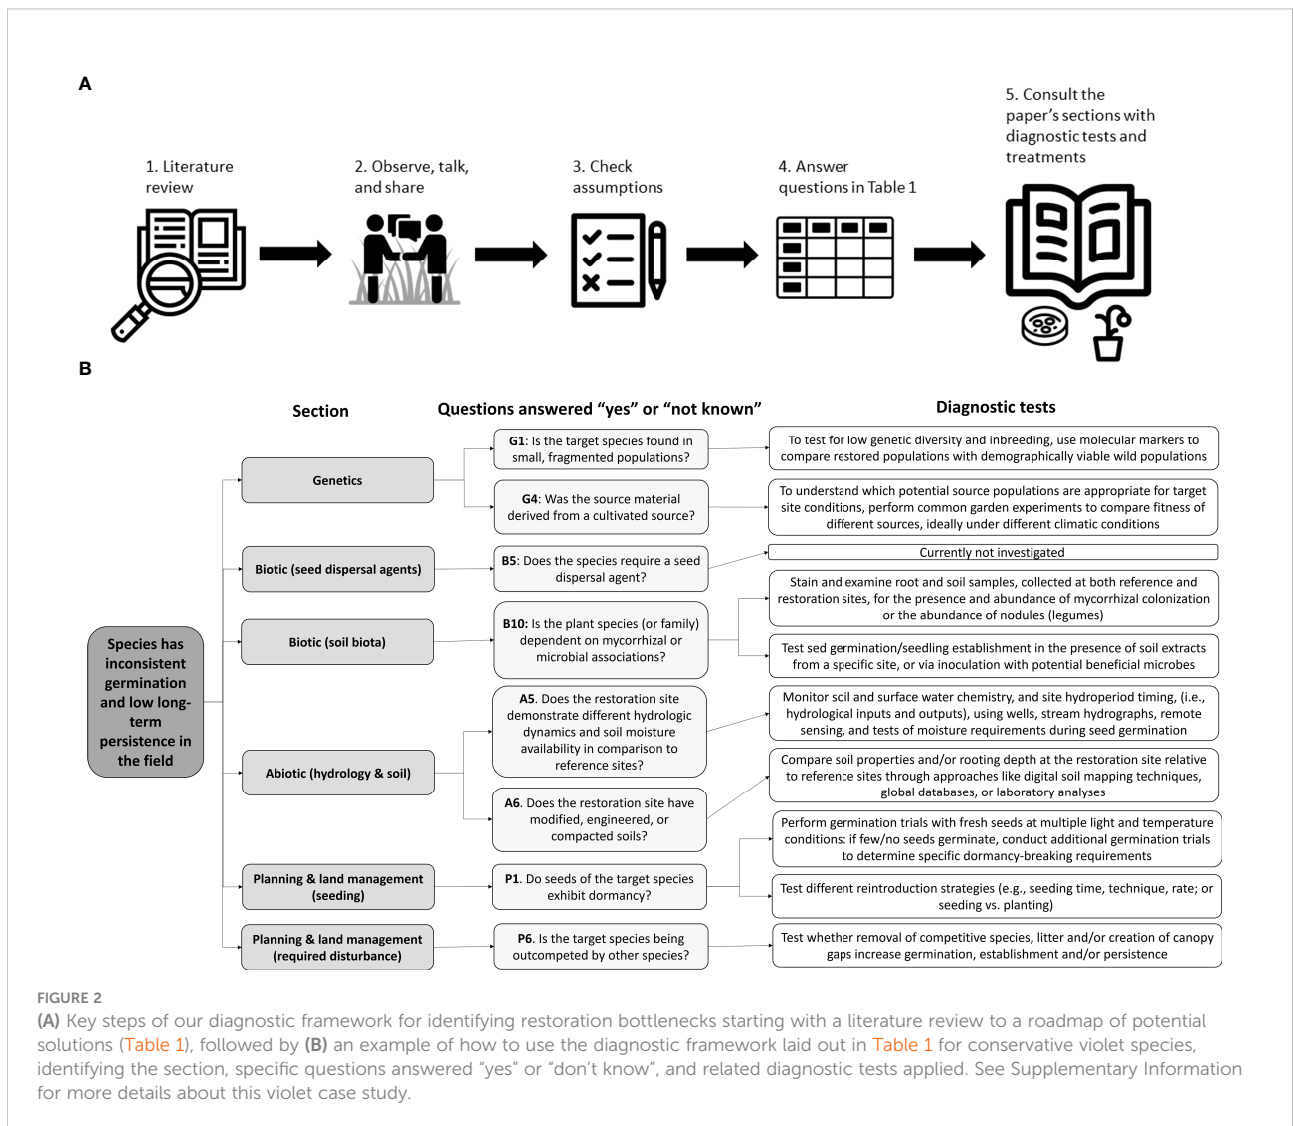 A
1. Literature
review
2. Observe, talk,
and share
3. Check
assumptions
4. Answer
questions in Table 1
5. Consult the
paper's sections with
diagnostic tests and
treatments
B
Section
Questions answered "yes" or "not known"
Diagnostic tests
Species has
inconsistent
germination
and low long-
term
persistence in
the field
Genetics
G1: Is the target species found in
small, fragmented populations?
To test for low genetic diversity and inbreeding, use molecular markers to
compare restored populations with demographically viable wild populations
G4: Was the source material
derived from a cultivated source?
To understand which potential source populations are appropriate for target
site conditions, perform common garden experiments to compare fitness of
different sources, ideally under different climatic conditions
Biotic (seed dispersal agents)
B5: Does the species require a seed
dispersal agent?
Currently not investigated
Biotic (soil biota)
B10: Is the plant species (or family)
dependent on mycorrhizal or
microbial associations?
Stain and examine root and soil samples, collected at both reference and
restoration sites, for the presence and abundance of mycorrhizal colonization
or the abundance of nodules (legumes)
Test sed germination/seedling establishment in the presence of soil extracts
from a specific site, or via inoculation with potential beneficial microbes
Abiotic (hydrology & soil)
A5. Does the restoration site
demonstrate different hydrologic
dynamics and soil moisture
availability in comparison to
reference sites?
Monitor soil and surface water chemistry, and site hydroperiod timing, (i.e.,
hydrological inputs and outputs), using wells, stream hydrographs, remote
sensing, and tests of moisture requirements during seed germination
A6. Does the restoration site have
modified, engineered, or
compacted soils?
Compare soil properties and/or rooting depth at the restoration site relative
to reference sites through approaches like digital soil mapping techniques,
global databases, or laboratory analyses
Planning & land management
(seeding)
P1. Do seeds of the target species
exhibit dormancy?
Perform germination trials with fresh seeds at multiple light and temperature
conditions: if few/no seeds germinate, conduct additional germination trials
to determine specific dormancy-breaking requirements
Test different reintroduction strategies (e.g., seeding time, technique, rate; or
seeding vs. planting)
Planning & land management
(required disturbance)
P6. Is the target species being
outcompeted by other species?
Test whether removal of competitive species, litter and/or creation of canopy
gaps increase germination, establishment and/or persistence
FIGURE 2
(A) Key steps of our diagnostic framework for identifying restoration bottlenecks starting with a literature review to a roadmap of potential
solutions (Table 1), followed by (B) an example of how to use the diagnostic framework laid out in Table 1 for conservative violet species,
identifying the section, specific questions answered "yes" or "don't know", and related diagnostic tests applied. See Supplementary Information
for more details about this violet case study.